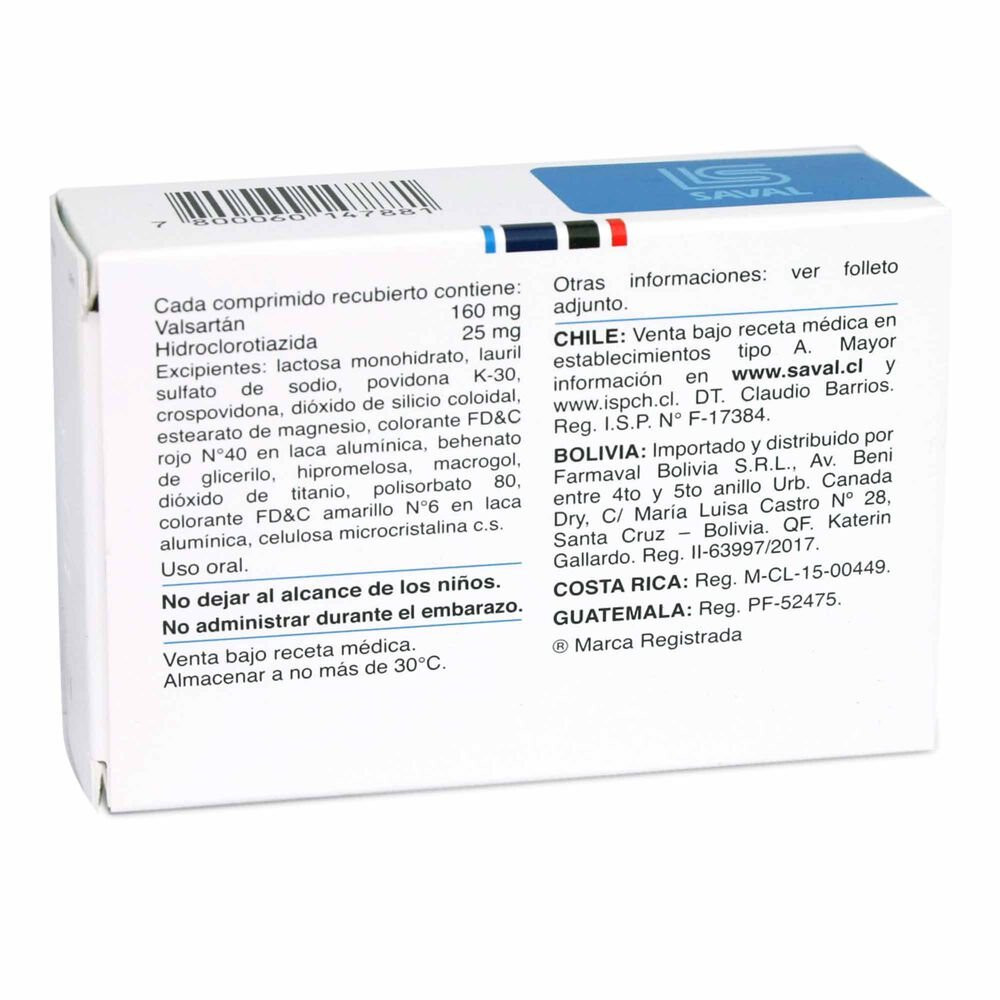 7 800060 147881
SAVAL
Cada comprimido recubierto contiene:
Valsartán 160 mg
Hidroclorotiazida 25 mg
Excipientes: lactosa monohidrato, lauril
sulfato de sodio, povidona K-30,
crospovidona, dióxido de silicio coloidal,
estearato de magnesio, colorante FD&C
rojo N°40 en laca alumínica, behenato
de glicerilo, hipromelosa, macrogol,
dióxido de titanio, polisorbato 80,
colorante FD&C amarillo N°6 en laca
alumínica, celulosa microcristalina c.s.
Uso oral.
No dejar al alcance de los niños.
No administrar durante el embarazo.
Venta bajo receta médica.
Almacenar a no más de 30°C.
Otras informaciones: ver folleto
adjunto.
CHILE: Venta bajo receta médica en
establecimientos tipo A. Mayor
información en www.saval.cl y
www.ispch.cl. DT. Claudio Barrios.
Reg. I.S.P. N° F-17384.
BOLIVIA: Importado y distribuido por
Farmaval Bolivia S.R.L., Av. Beni
entre 4to y 5to anillo Urb. Canada
Dry, C/ María Luisa Castro Nº 28,
Santa Cruz – Bolivia. QF. Katerin
Gallardo. Reg. II-63997/2017.
COSTA RICA: Reg. M-CL-15-00449.
GUATEMALA: Reg. PF-52475.
® Marca Registrada